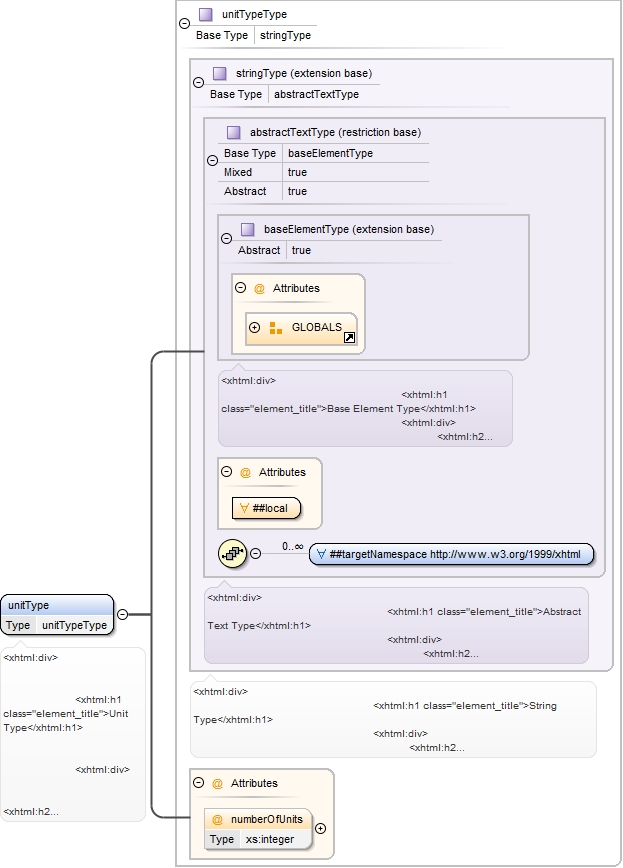 unitTypeType
Base Type stringType
stringType (extension base)
Base Type abstractTextType
abstractTextType (restriction base)
Base Type baseElementType
Mixed true
Abstract true
baseElementType (extension base)
Abstract true
@ Attributes
GLOBALS
<xhtml:div>
<xhtml:h1
class="element_title">Base Element Type</xhtml:h1>
<xhtml:div>
<xhtml:h2...
@ Attributes
∀ ##local
0..∞
∀ ##targetNamespace http://www.w3.org/1999/xhtml
<xhtml:div>
<xhtml:h1 class="element_title">Abstract
Text Type</xhtml:h1>
<xhtml:div>
<xhtml:h2...
unitType
Type unitTypeType
<xhtml:div>
<xhtml:h1
class="element_title">Unit
Type</xhtml:h1>
<xhtml:div>
<xhtml:h2...
<xhtml:div>
<xhtml:h1 class="element_title">String
Type</xhtml:h1>
<xhtml:div>
<xhtml:h2...
@ Attributes
@ numberOfUnits
Type xs:integer